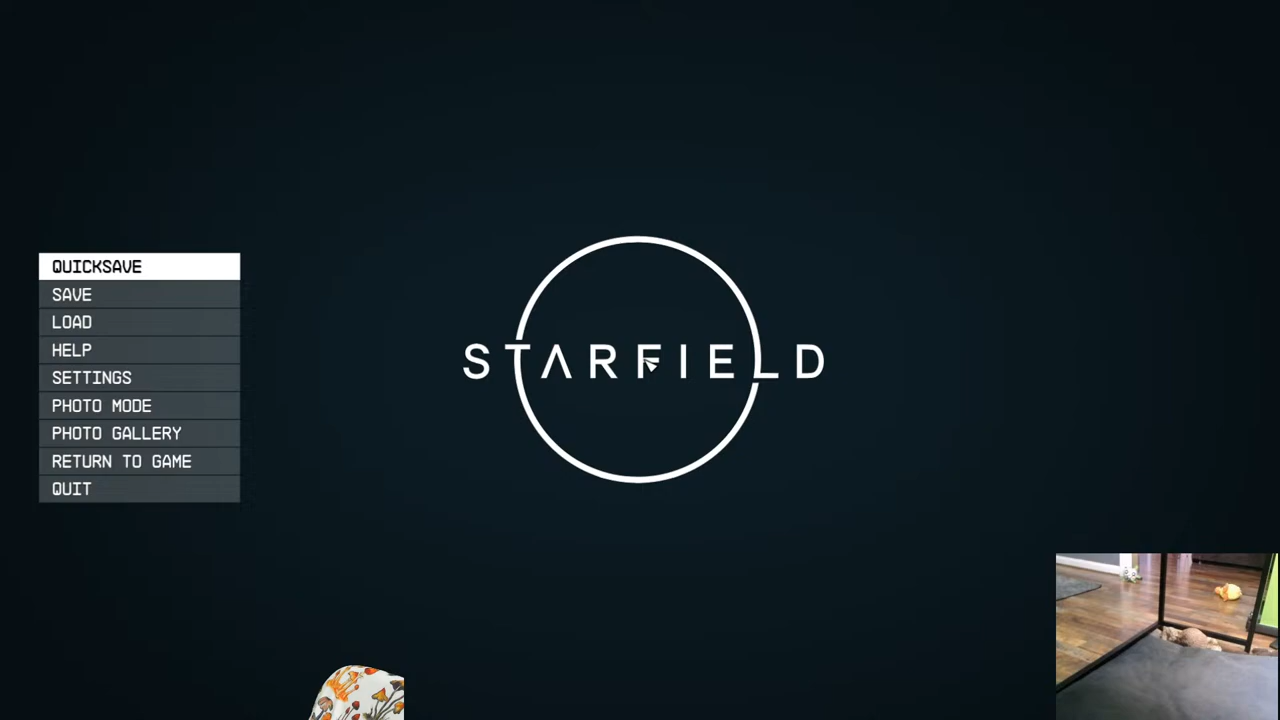 QUICKSAVE
SAVE
LOAD
HELP
SETTINGS
PHOTO MODE
PHOTO GALLERY
RETURN TO GAME
QUIT
STARFIELD